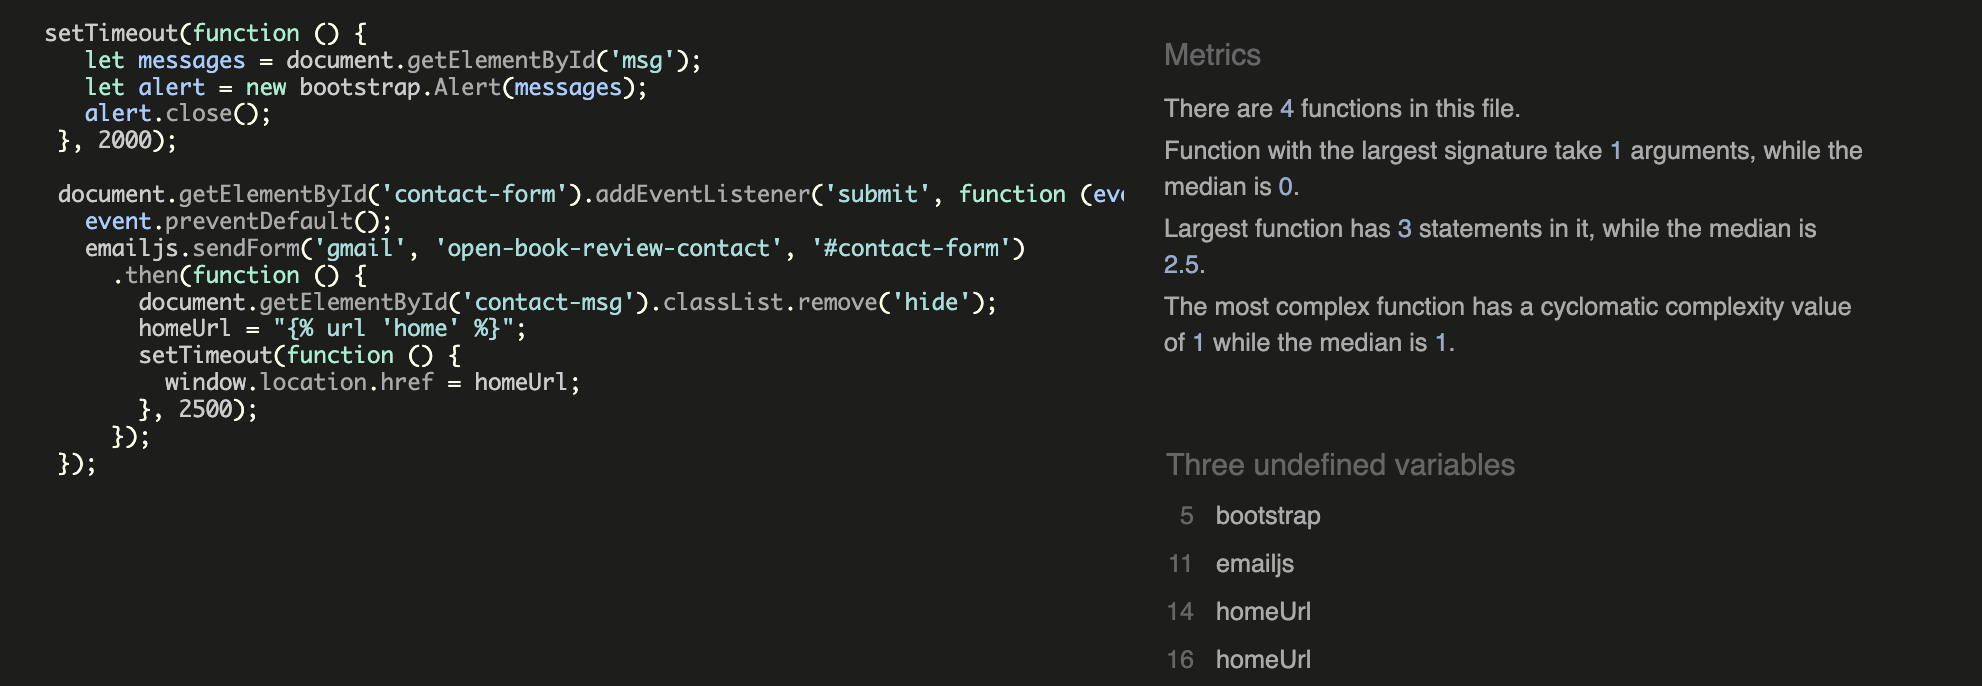 setTimeout(function () {
let messages = document.getElementById('msg');
let alert = new bootstrap.Alert(messages);
alert.close();
}, 2000);
document.getElementById('contact-form').addEventListener('submit', function (eve
event.preventDefault();
emailjs.sendForm('gmail', 'open-book-review-contact', '#contact-form')
.then(function () {
document.getElementById('contact-msg').classList.remove('hide');
homeUrl = "{% url 'home' %}";
setTimeout(function () {
window.location.href = homeUrl;
}, 2500);
});
});
Metrics
There are 4 functions in this file.
Function with the largest signature take 1 arguments, while the
median is 0.
Largest function has 3 statements in it, while the median is
2.5.
The most complex function has a cyclomatic complexity value
of 1 while the median is 1.
Three undefined variables
5 bootstrap
11 emailjs
14 homeUrl
16 homeUrl